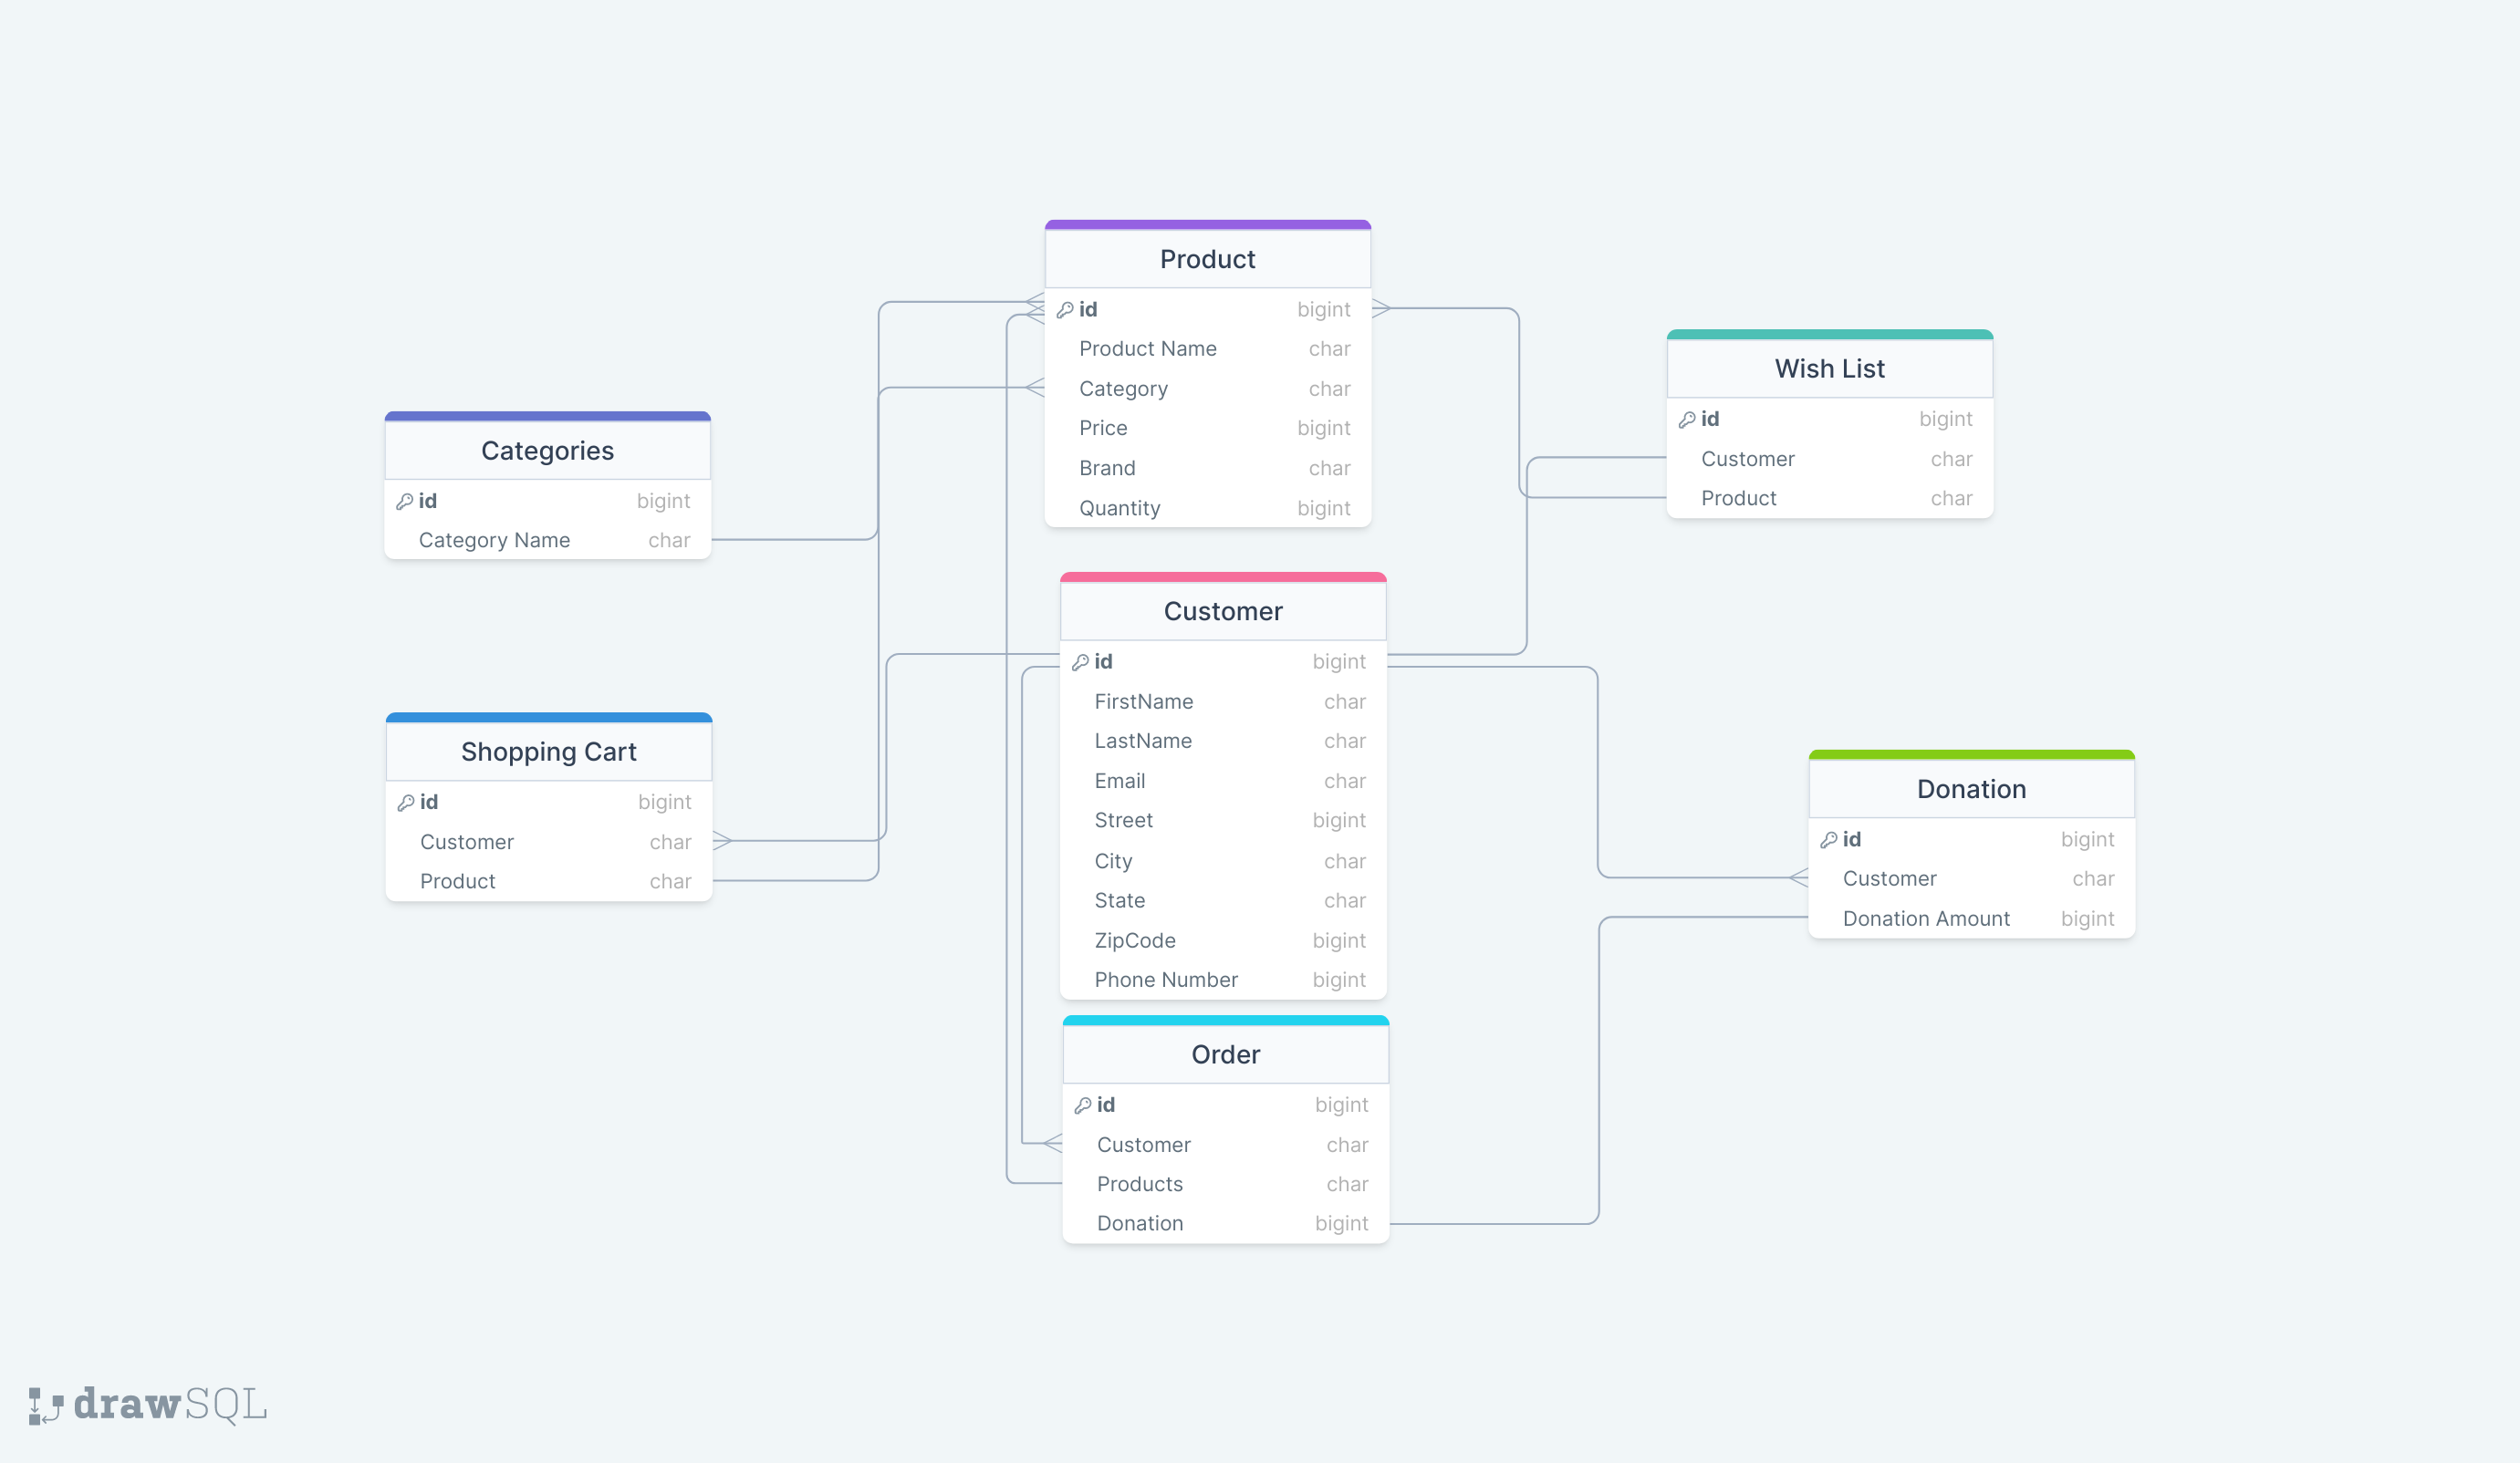 Product
id bigint
Product Name char
Category char
Price bigint
Brand char
Quantity bigint
Wish List
id bigint
Customer char
Product char
Categories
id bigint
Category Name char
Customer
id bigint
FirstName char
LastName char
Email char
Street bigint
City char
State char
ZipCode bigint
Phone Number bigint
Shopping Cart
id bigint
Customer char
Product char
Donation
id bigint
Customer char
Donation Amount bigint
Order
id bigint
Customer char
Products char
Donation bigint
drawSQL